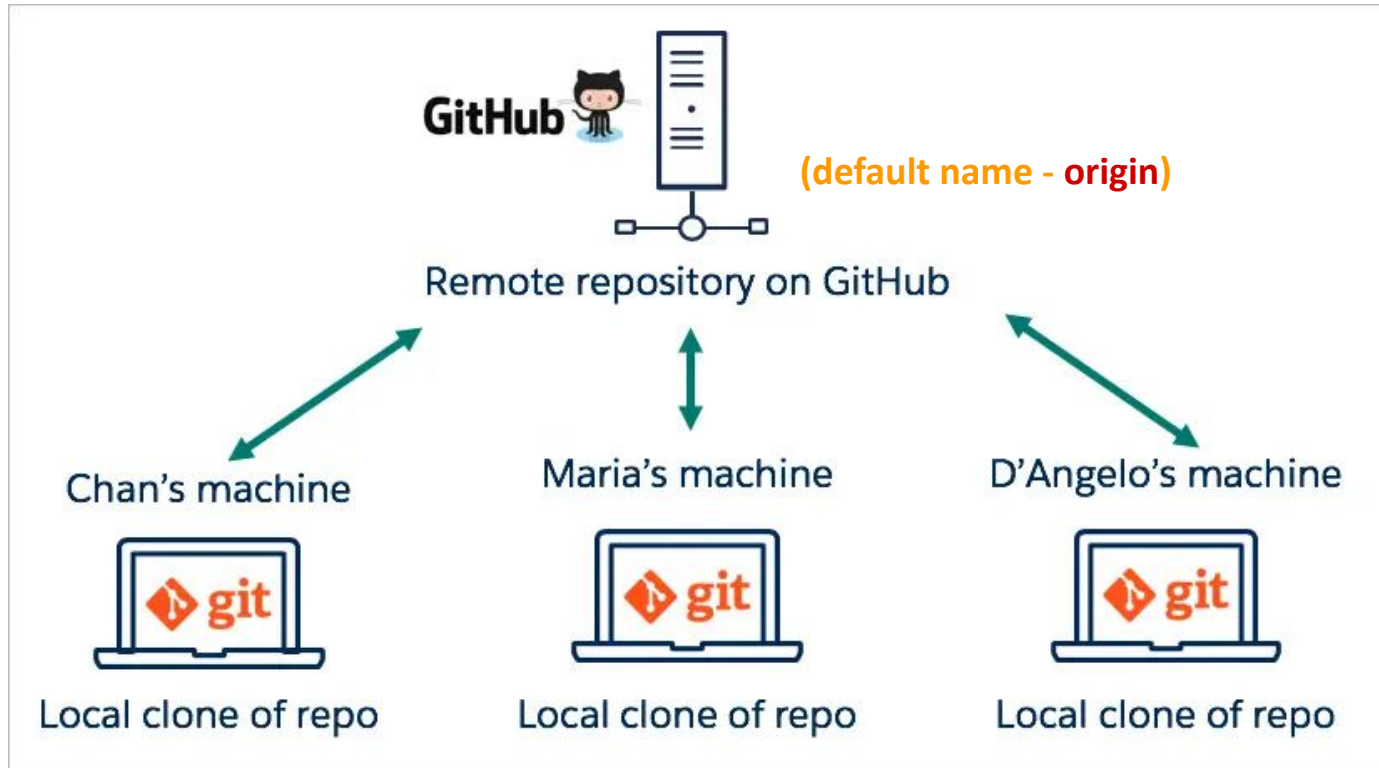 GitHub
(default name - origin)
Remote repository on GitHub
Chan's machine
Maria's machine
D'Angelo's machine
git
git
git
Local clone of repo
Local clone of repo
Local clone of repo